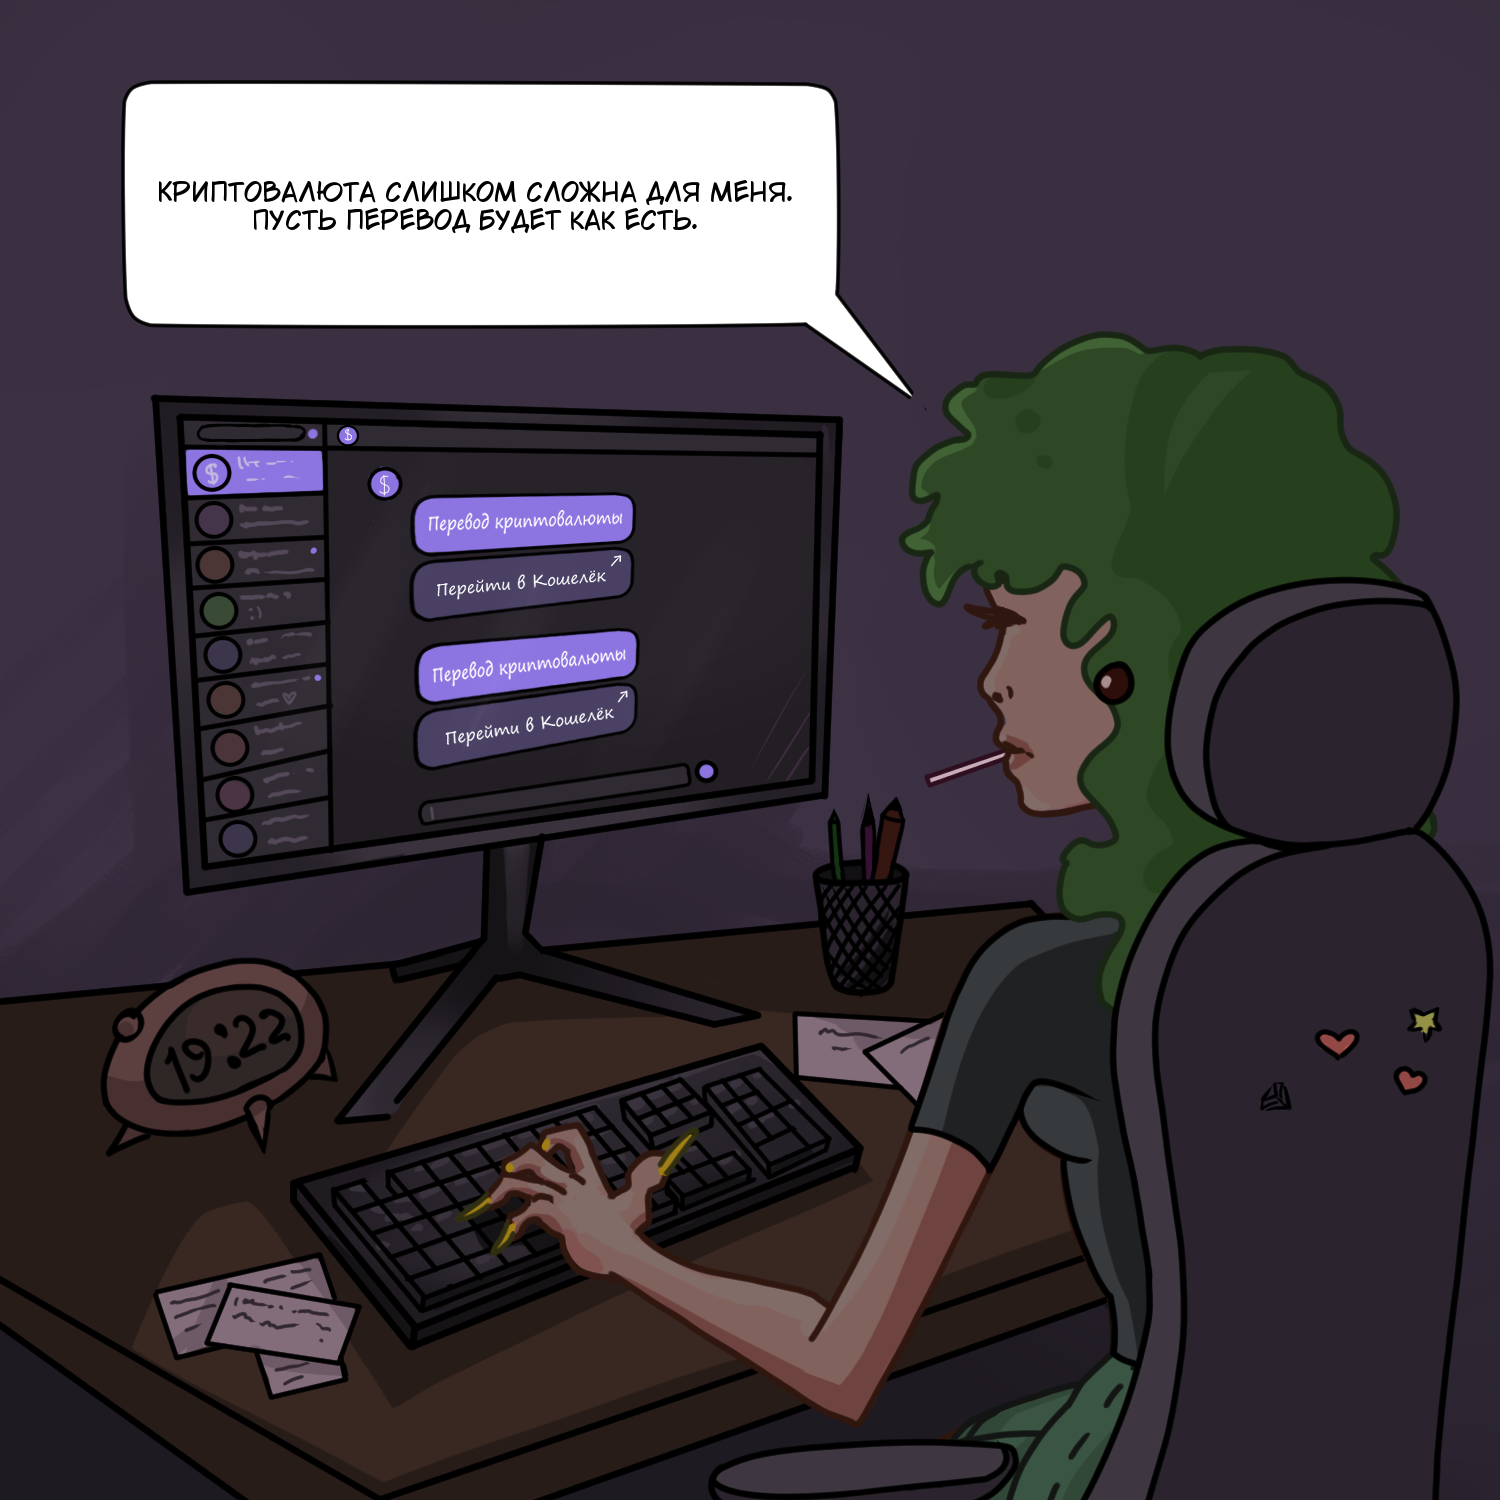 КРИПТОВАЛЮТА СЛИШКОМ СЛОЖНА ДЛЯ МЕНЯ.
ПУСТЬ ПЕРЕВОД БУДЕТ КАК ЕСТЬ.
$
$
$
Перевод криптовалюты
Перейти в Кошелёк
:)
Перевод криптовалюты
Перейти в Кошелёк
19:22